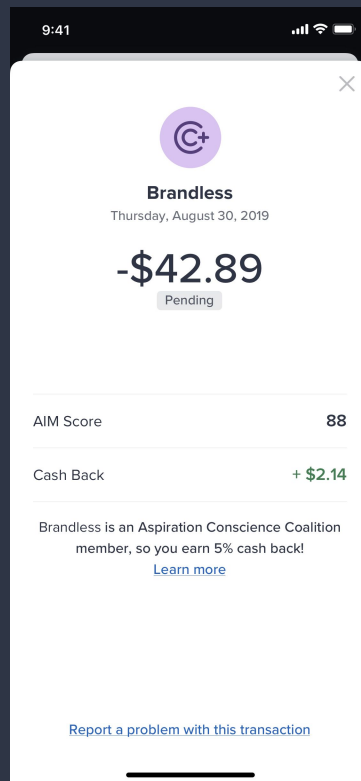 9:41
C+
Brandless
Thursday, August 30, 2019
-$42.89
Pending
AIM Score 88
Cash Back + $2.14
Brandless is an Aspiration Conscience Coalition
member, so you earn 5% cash back!
Learn more
Report a problem with this transaction